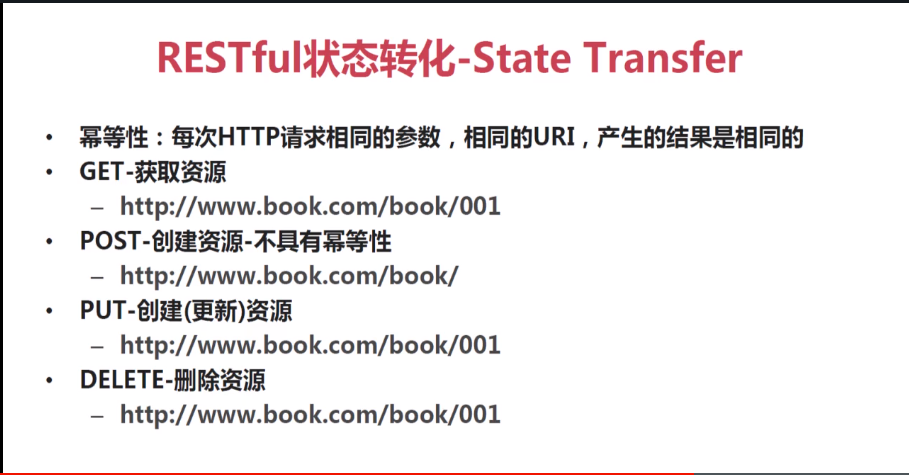 RESTful状态转化-State Transfer
• 幂等性：每次HTTP请求相同的参数，相同的URI，产生的结果是相同的
• GET-获取资源
– http://www.book.com/book/001
• POST-创建资源-不具有幂等性
– http://www.book.com/book/
• PUT-创建(更新)资源
– http://www.book.com/book/001
• DELETE-删除资源
– http://www.book.com/book/001